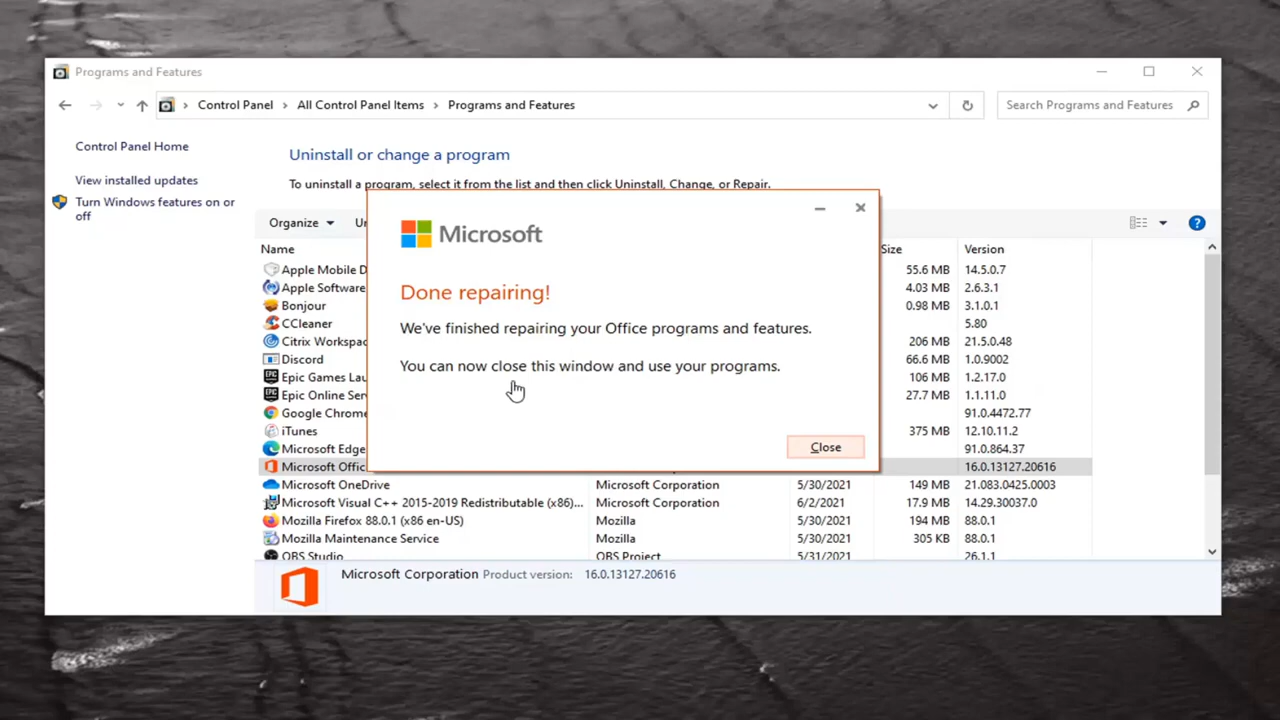 Programs and Features
Control Panel > All Control Panel Items > Programs and Features
Search Programs and Features
Control Panel Home
View installed updates
Turn Windows features on or
off
Uninstall or change a program
To uninstall a program, select it from the list and then click Uninstall, Change, or Repair.
Organize
Microsoft
Done repairing!
We've finished repairing your Office programs and features.
You can now close this window and use your programs.
Close
Name Size Version
Apple Mobile D 55.6 MB 14.5.0.7
Apple Software 4.03 MB 2.6.3.1
Bonjour 0.98 MB 3.1.0.1
CCleaner 5.80
Citrix Workspac 206 MB 21.5.0.48
Discord 66.6 MB 1.0.9002
Epic Games Lau 106 MB 1.2.17.0
Epic Online Ser 27.7 MB 1.1.11.0
Google Chrome 91.0.4472.77
iTunes 375 MB 12.10.11.2
Microsoft Edge 91.0.864.37
Microsoft Offic 16.0.13127.20616
Microsoft OneDrive Microsoft Corporation 5/30/2021 149 MB 21.083.0425.0003
Microsoft Visual C++ 2015-2019 Redistributable (x86)... Microsoft Corporation 6/2/2021 17.9 MB 14.29.30037.0
Mozilla Firefox 88.0.1 (x86 en-US) Mozilla 5/30/2021 194 MB 88.0.1
Mozilla Maintenance Service Mozilla 5/30/2021 305 KB 88.0.1
OBS Studio OBS Project 5/31/2021 26.1.1
Microsoft Corporation Product version: 16.0.13127.20616